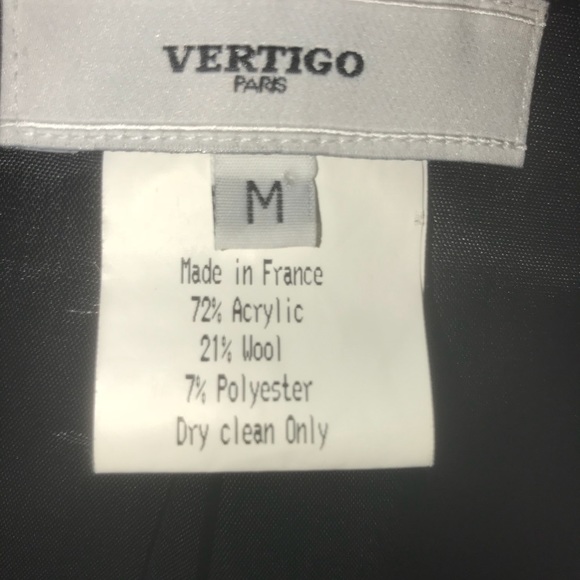 VERTIGO
PARIS
M
Made in France
72% Acrylic
21% Wool
7% Polyester
Dry clean Only